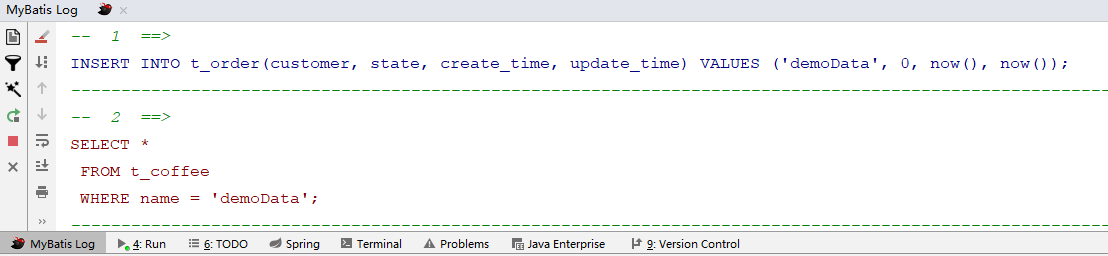 MyBatis Log
-- 1 ==>
INSERT INTO t_order(customer, state, create_time, update_time) VALUES ('demoData', 0, now(), now());
-- 2 ==>
SELECT *
FROM t_coffee
WHERE name = 'demoData';
MyBatis Log 4: Run 6: TODO Spring Terminal Problems Java Enterprise 9: Version Control